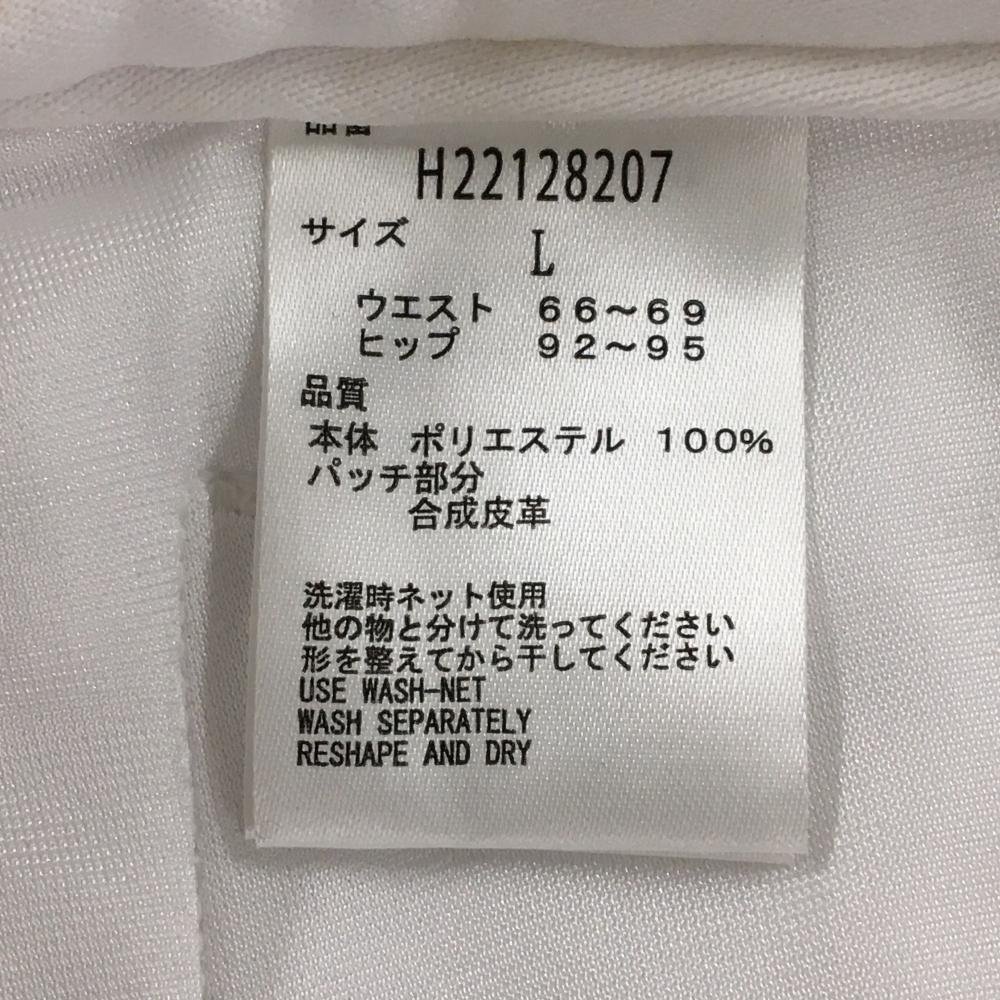 品番
H22128207
サイズ
L
ウエスト 66～69
ヒップ 92～95
品質
本体 ポリエステル 100%
パッチ部分
合成皮革
洗濯時ネット使用
他の物と分けて洗ってください
形を整えてから干してください
USE WASH-NET
WASH SEPARATELY
RESHAPE AND DRY